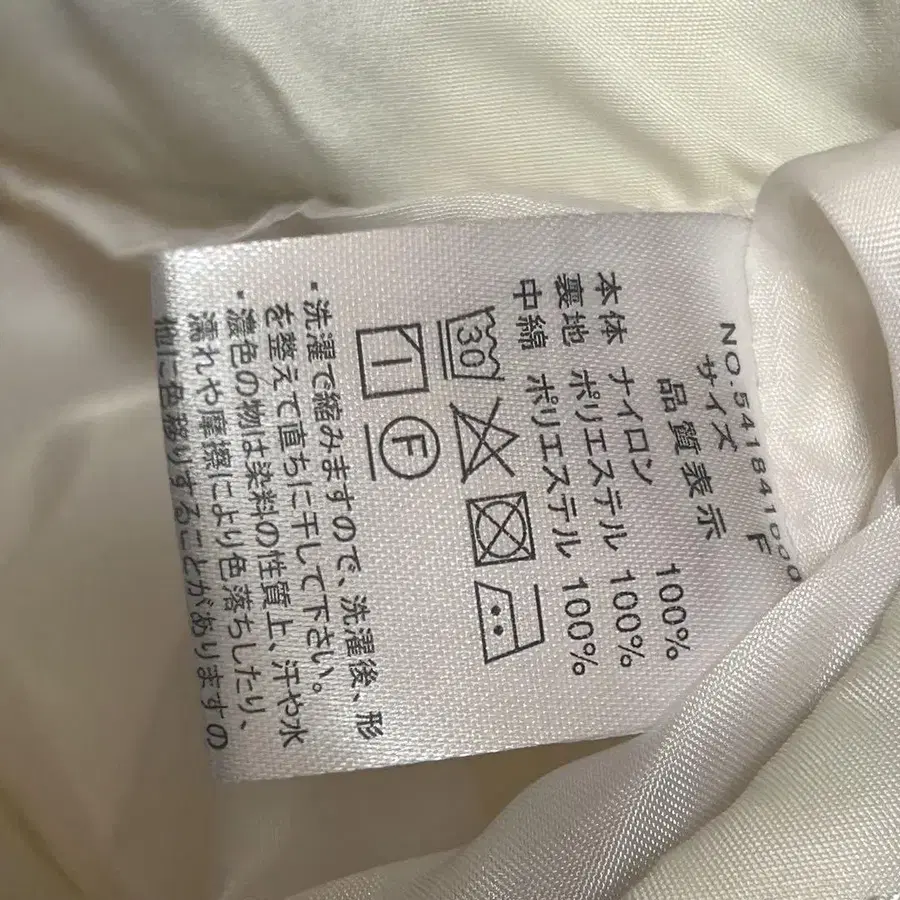 NO.541841000
サイズ F
品質表示
本体 ナイロン 100%
裏地 ポリエステル 100%
中綿 ポリエステル 100%
30
F
・洗濯で縮みますので、洗濯後、形
を整えて直ちに干して下さい。
・濃色の物は染料の性質上、汗や水
濡れや摩擦により色落ちしたり、
他に色移りすることがありますの